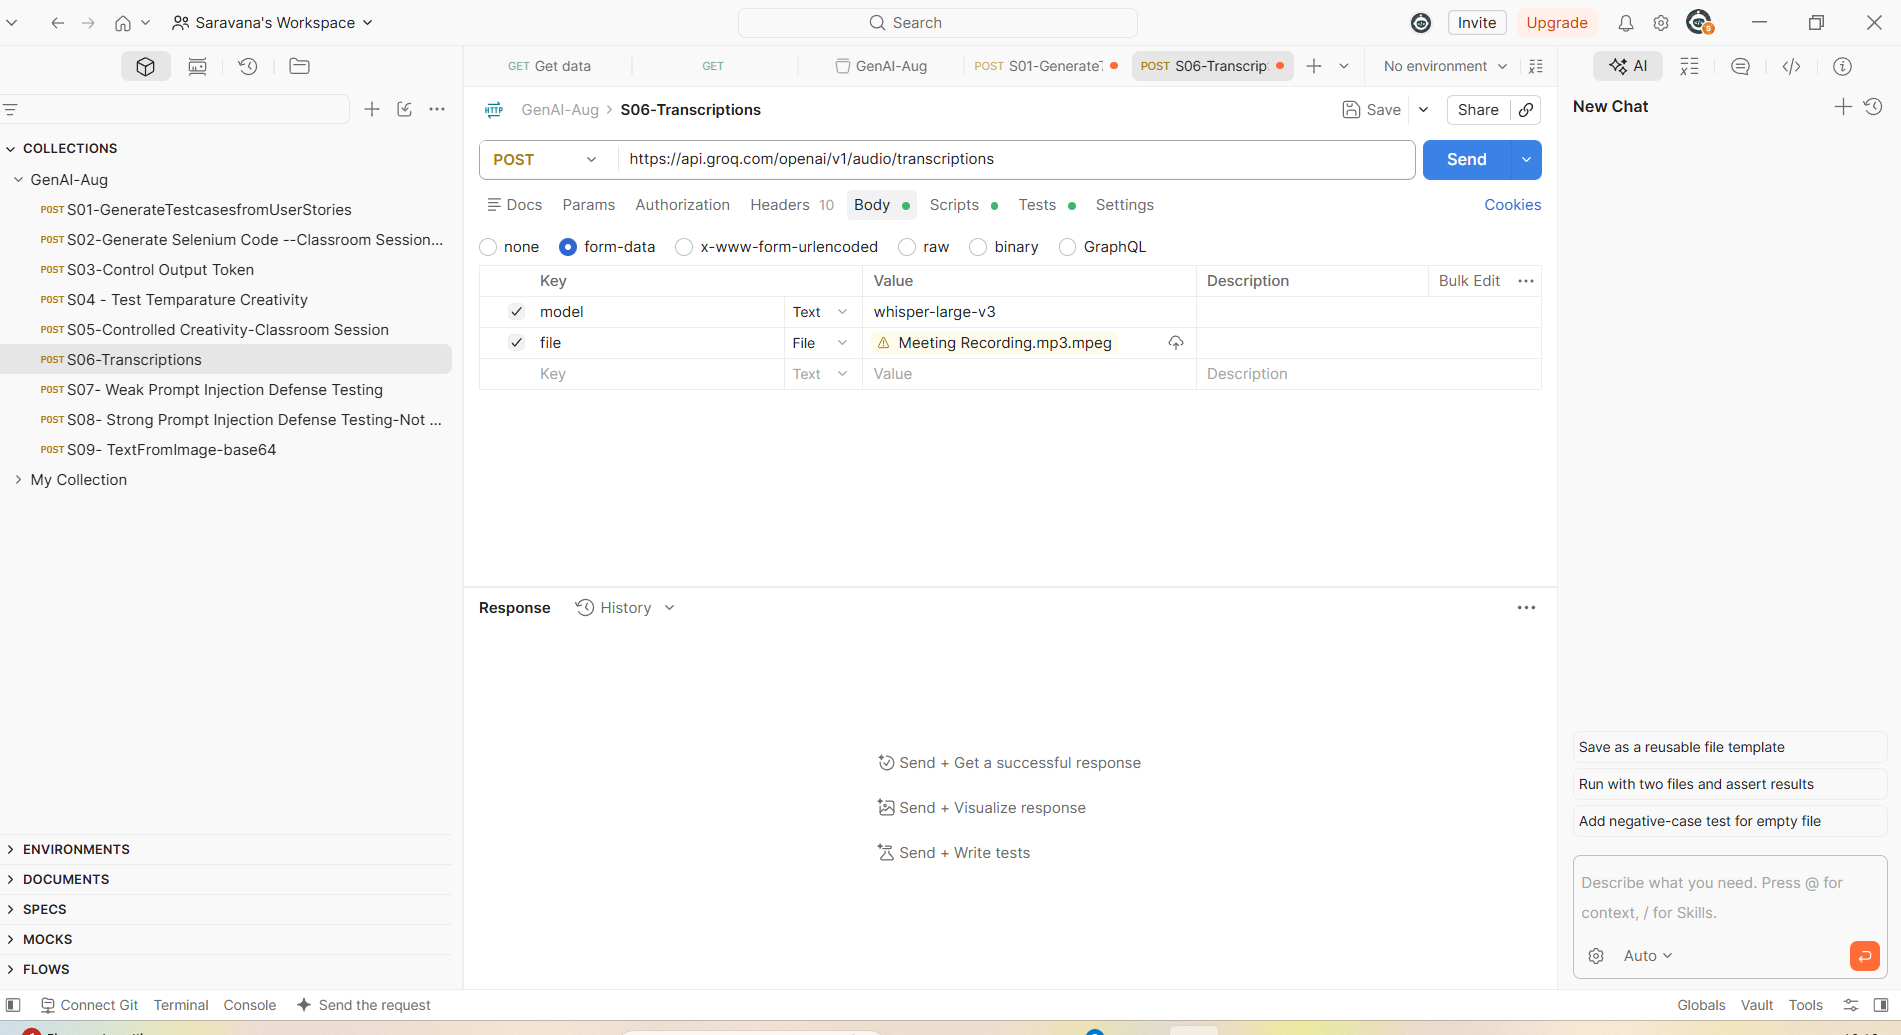 Saravana's Workspace
Search
Invite
Upgrade
GET Get data
GET
GenAI-Aug
POST S01-Generate
POST S06-Transcrip
No environment
AI
GenAI-Aug > S06-Transcriptions
Save
Share
New Chat
COLLECTIONS
GenAI-Aug
POST S01-GenerateTestcasesfromUserStories
POST S02-Generate Selenium Code --Classroom Session...
POST S03-Control Output Token
POST S04 - Test Temparature Creativity
POST S05-Controlled Creativity-Classroom Session
POST S06-Transcriptions
POST S07- Weak Prompt Injection Defense Testing
POST S08- Strong Prompt Injection Defense Testing-Not ...
POST S09- TextFromImage-base64
My Collection
ENVIRONMENTS
DOCUMENTS
SPECS
MOCKS
FLOWS
HTTP
POST
https://api.groq.com/openai/v1/audio/transcriptions
Send
Docs Params Authorization Headers 10 Body Scripts Tests Settings
Cookies
none form-data x-www-form-urlencoded raw binary GraphQL
Key Value Description Bulk Edit
model Text whisper-large-v3
file File Meeting Recording.mp3.mpeg
Key Text Value Description
Response History
Send + Get a successful response
Send + Visualize response
Send + Write tests
Save as a reusable file template
Run with two files and assert results
Add negative-case test for empty file
Describe what you need. Press @ for
context, / for Skills.
Auto
Connect Git Terminal Console Send the request
Globals Vault Tools